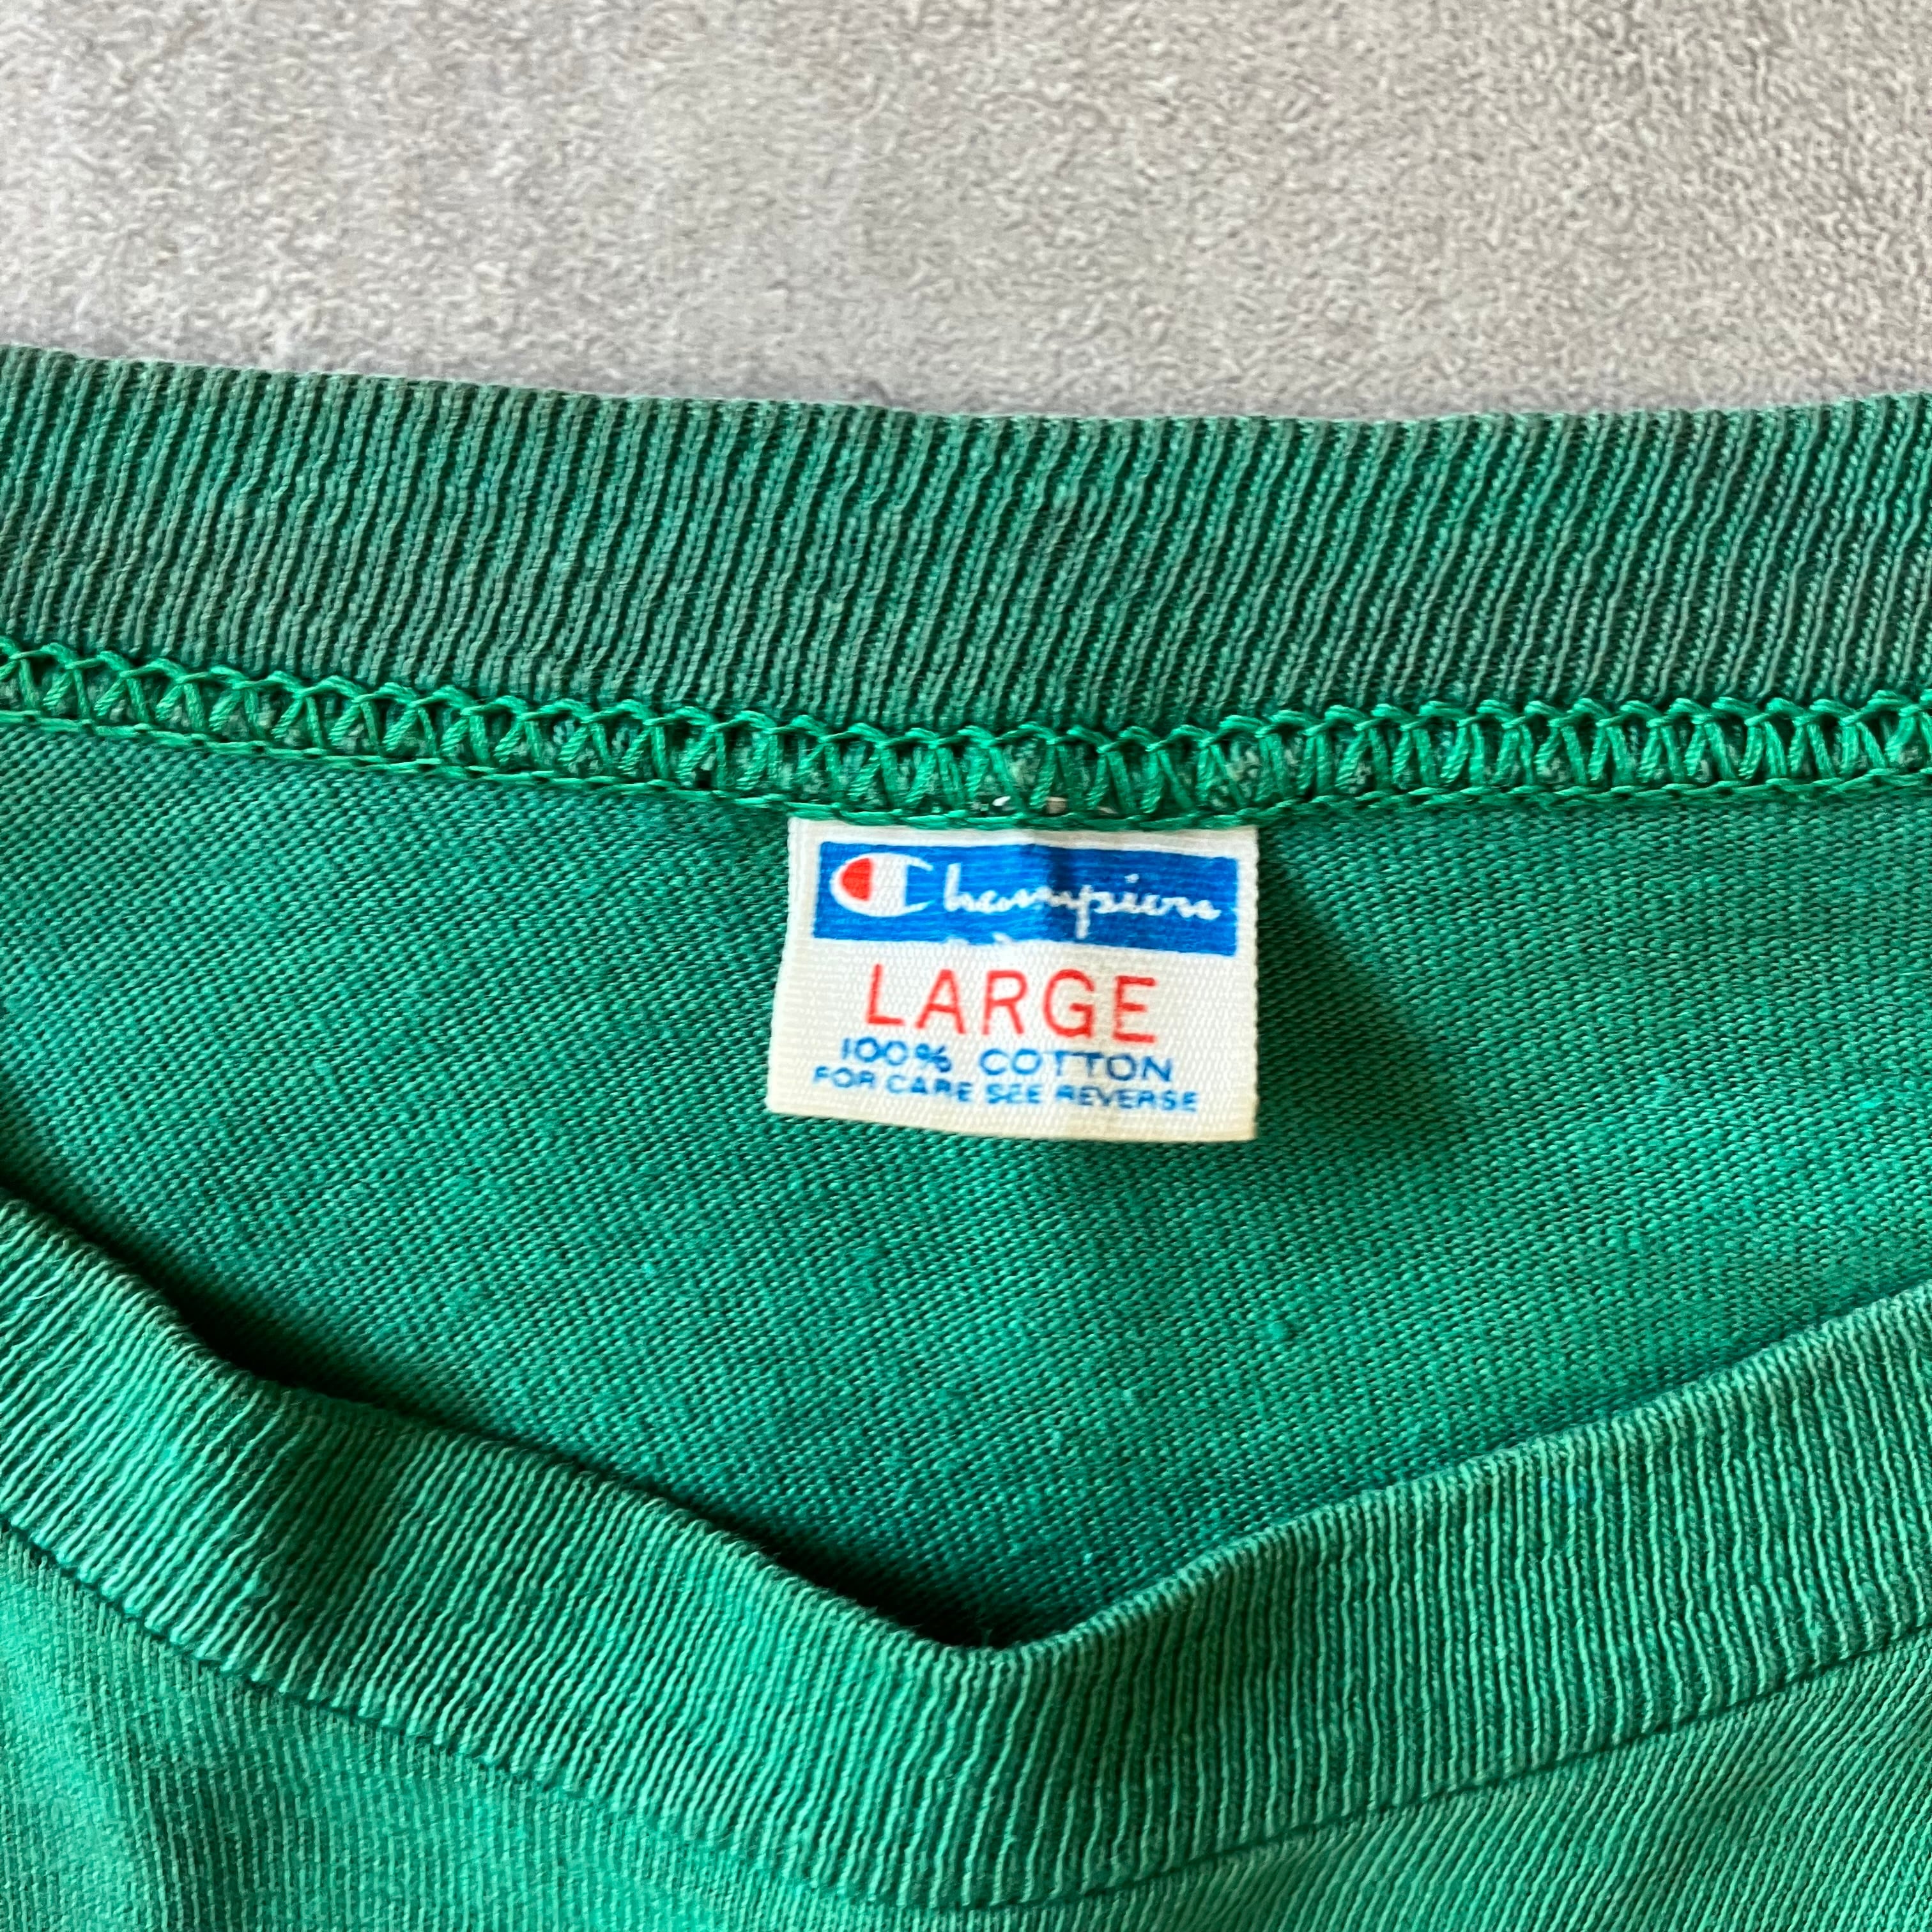 Champion
LARGE
100% COTTON
FOR CARE SEE REVERSE